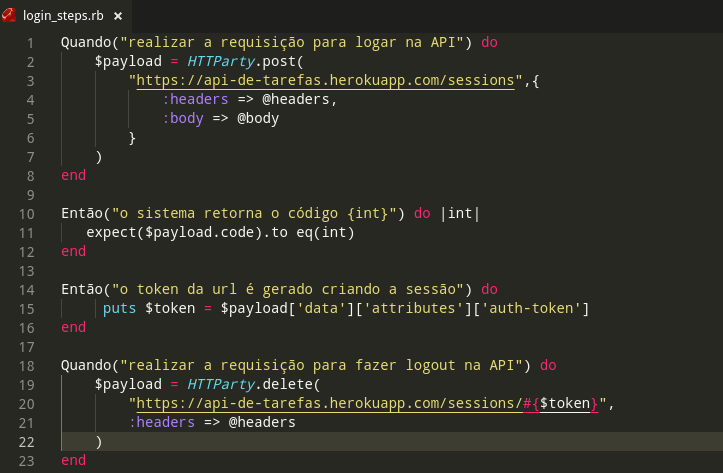 login_steps.rb ×
1 Quando("realizar a requisição para logar na API") do
2     $payload = HTTParty.post(
3         "https://api-de-tarefas.herokuapp.com/sessions",{
4             :headers => @headers,
5             :body => @body
6         }
7     )
8 end
9
10 Então("o sistema retorna o código {int}") do |int|
11    expect($payload.code).to eq(int)
12 end
13
14 Então("o token da url é gerado criando a sessão") do
15      puts $token = $payload['data']['attributes']['auth-token']
16 end
17
18 Quando("realizar a requisição para fazer logout na API") do
19     $payload = HTTParty.delete(
20         "https://api-de-tarefas.herokuapp.com/sessions/#{$token}",
21         :headers => @headers
22     )
23 end